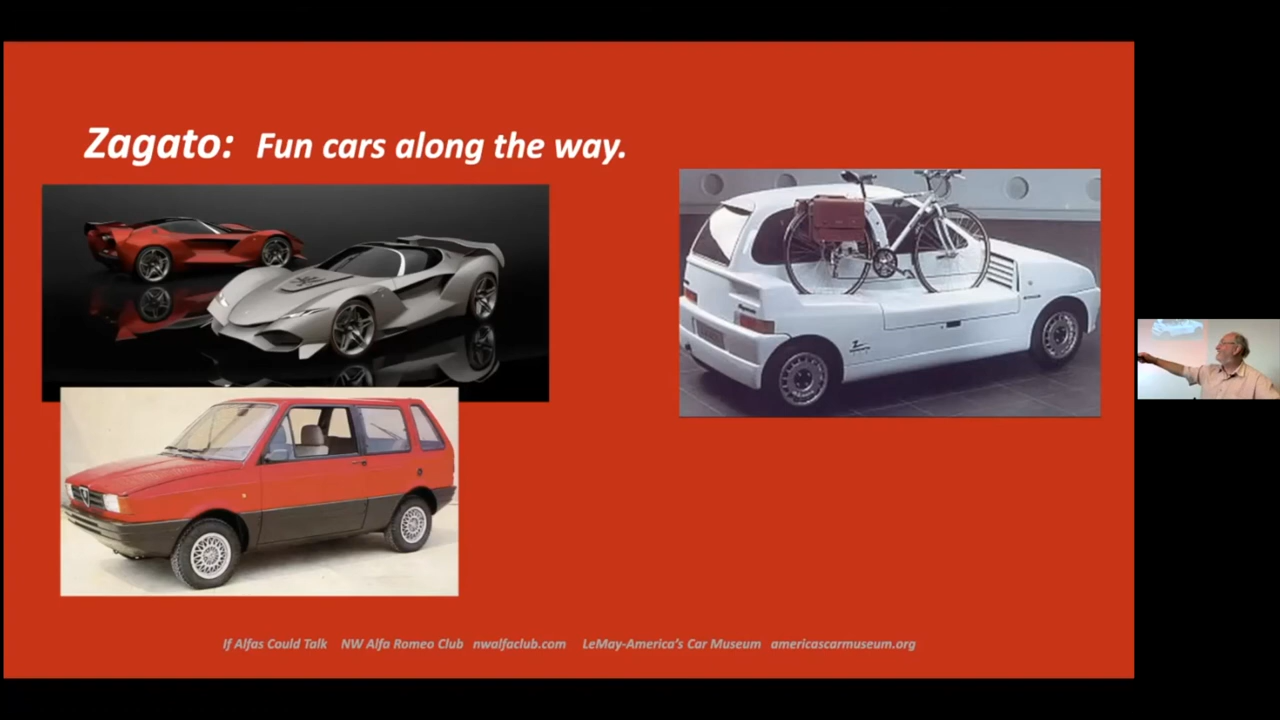 Zagato: Fun cars along the way.
If Alfas Could Talk NW Alfa Romeo Club nwalfaclub.com LeMay-America's Car Museum americascarmuseum.org